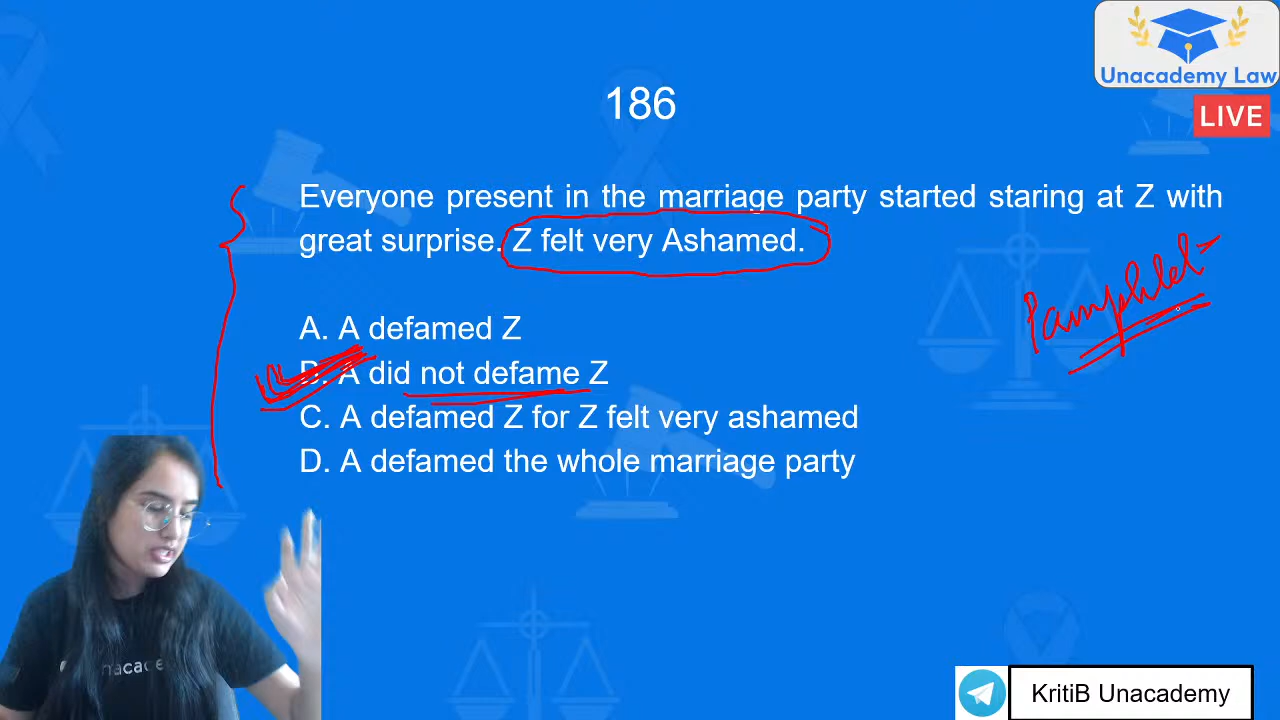 Unacademy Law
LIVE
186
Everyone present in the marriage party started staring at Z with
great surprise. Z felt very Ashamed.
Pamphlet
A. A defamed Z
B. A did not defame Z
C. A defamed Z for Z felt very ashamed
D. A defamed the whole marriage party
KritiB Unacademy